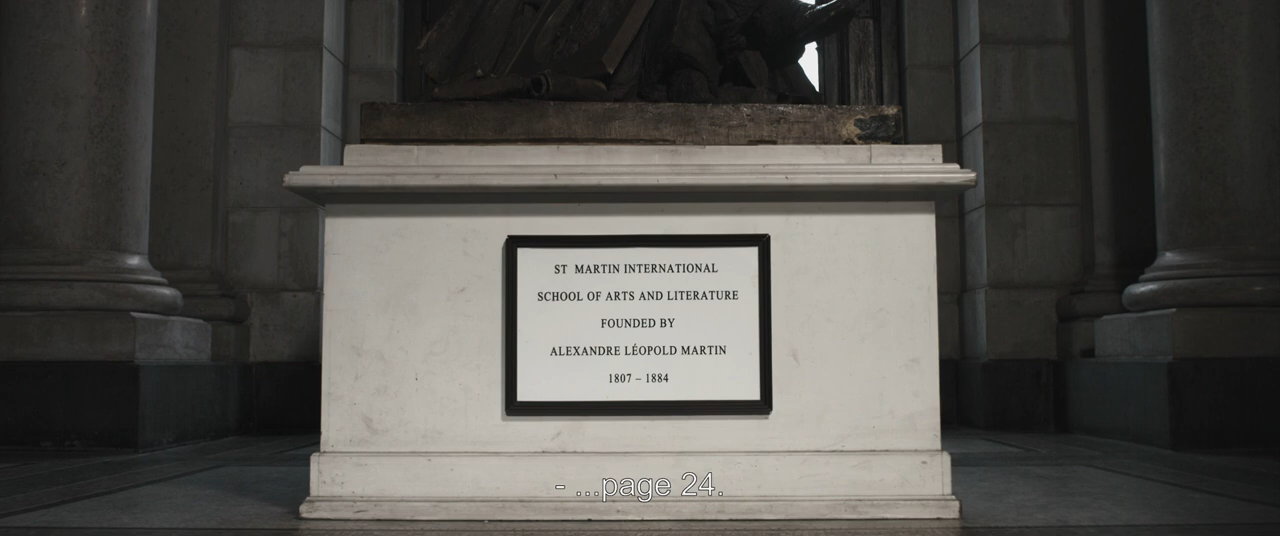 ST MARTIN INTERNATIONAL
SCHOOL OF ARTS AND LITERATURE
FOUNDED BY
ALEXANDRE LÉOPOLD MARTIN
1807 – 1884
- ...page 24.